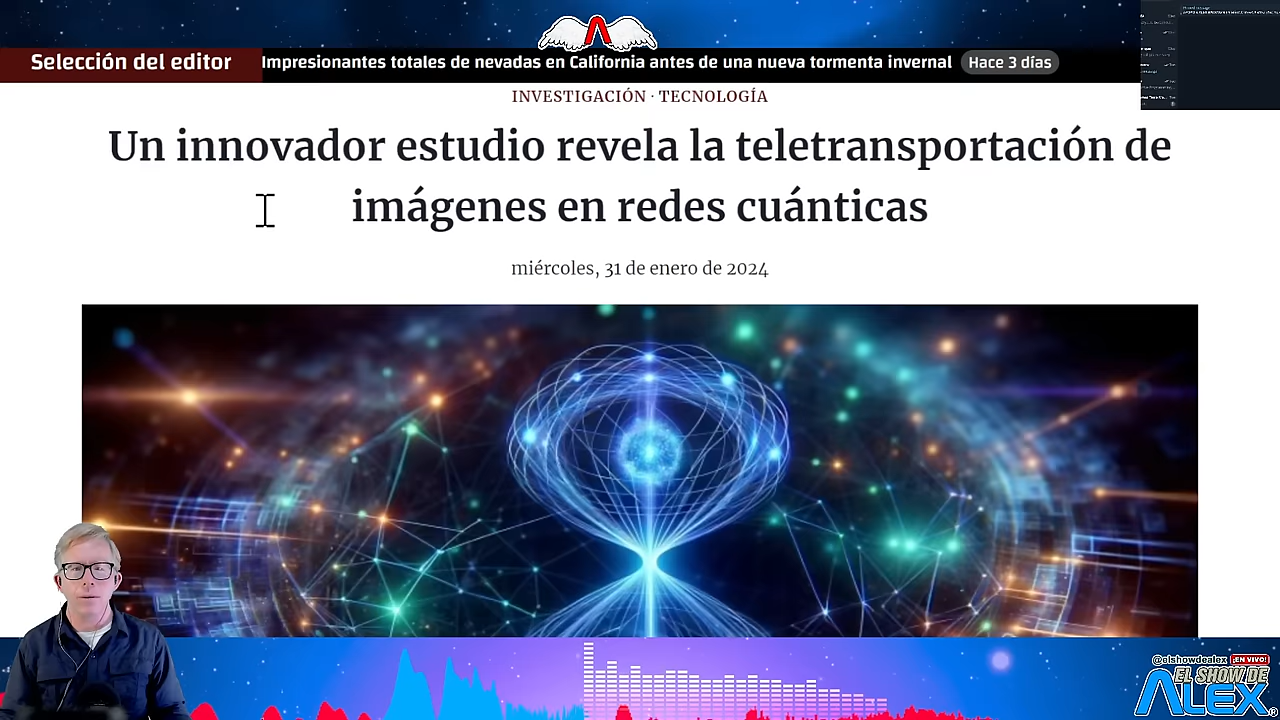 Selección del editor
Impresionantes totales de nevadas en California antes de una nueva tormenta invernal
Hace 3 días
INVESTIGACIÓN · TECNOLOGÍA
Un innovador estudio revela la teletransportación de
imágenes en redes cuánticas
miércoles, 31 de enero de 2024
@elshowdealex ¡EN VIVO!
EL SHOW DE
ALEX